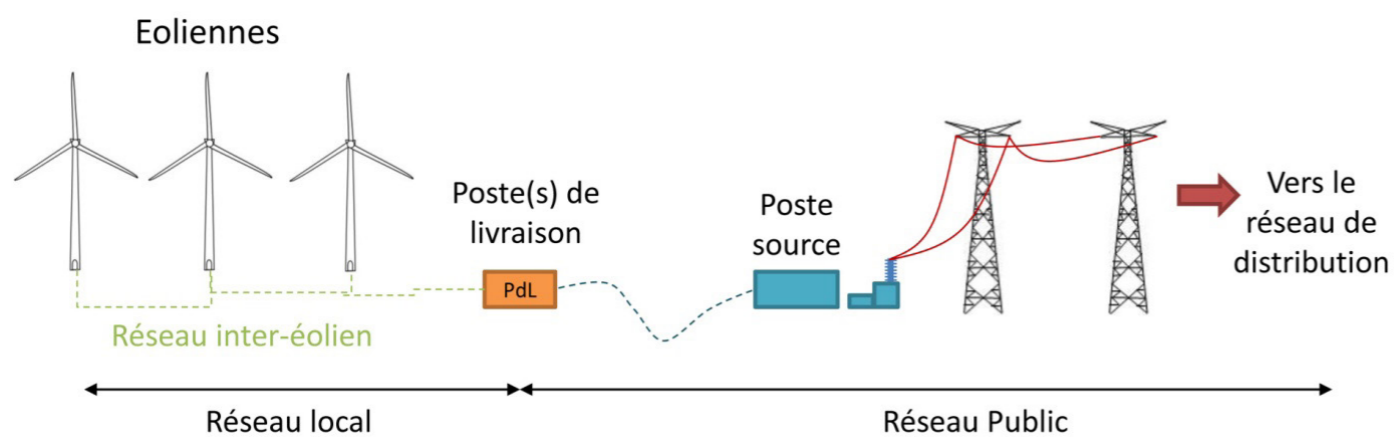 Eoliennes
Poste(s) de
livraison
PdL
Poste
source
Vers le
réseau de
distribution
Réseau inter-éolien
Réseau local
Réseau Public